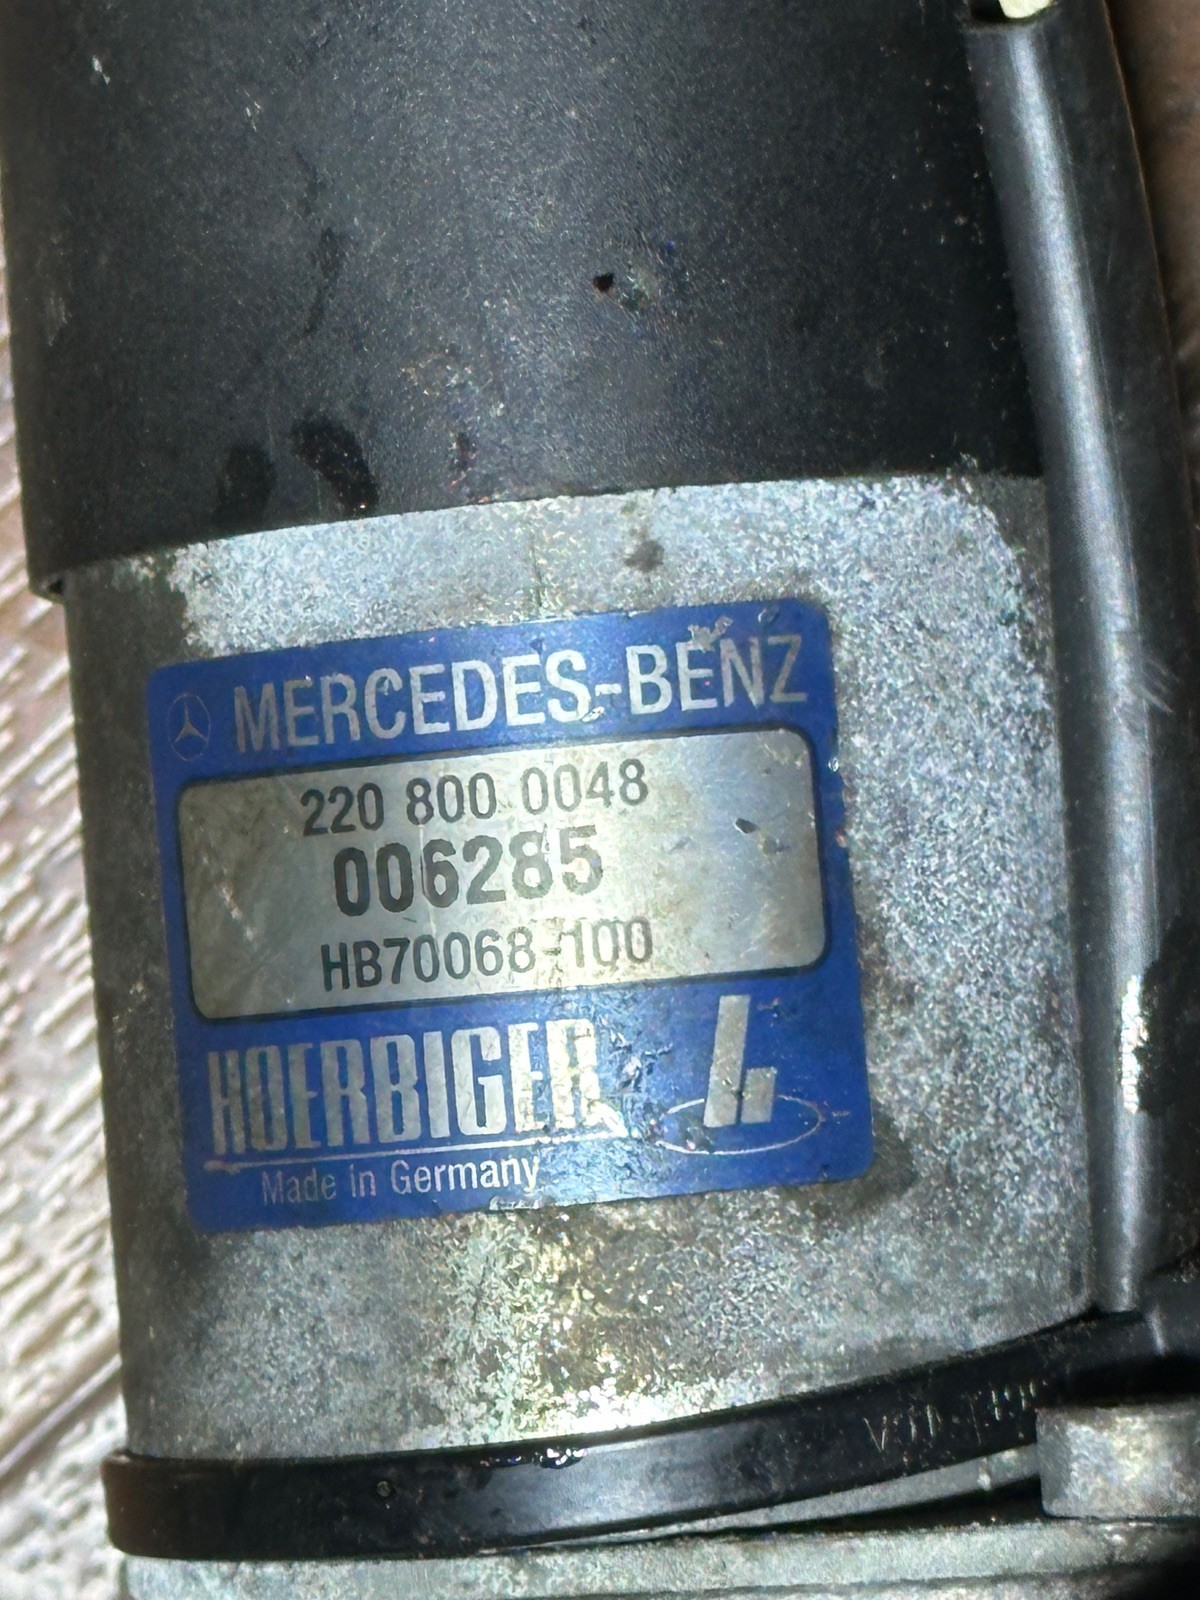 MERCEDES-BENZ
220 800 0048
006285
HB70068-100
HOERBIGER
Made in Germany